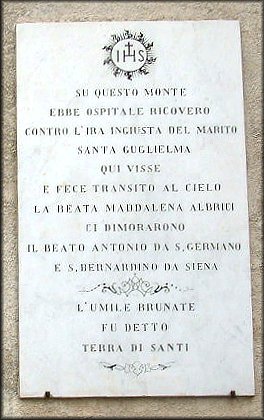 IHS
SU QUESTO MONTE
EBBE OSPITALE RICOVERO
CONTRO L'IRA INGIUSTA DEL MARITO
SANTA GUGLIELMA
QUI VISSE
E FECE TRANSITO AL CIELO
LA BEATA MADDALENA ALBRICI
CI DIMORARONO
IL BEATO ANTONIO DA S. GERMANO
E S. BERNARDINO DA SIENA
L'UMILE BRUNATE
FU DETTO
TERRA DI SANTI